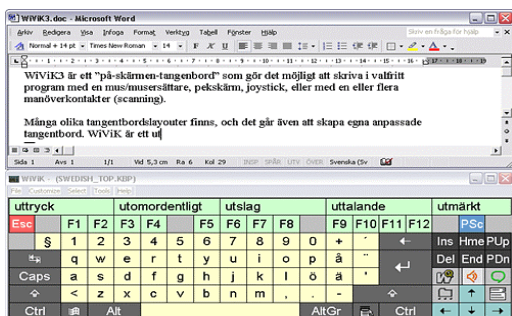 WiViK3.doc - Microsoft Word
Arkiv Redigera Visa Infoga Format Verktyg Tabell Fönster Hjälp Skriv en fråga för hjälp
Normal + 14 pt Times New Roman 14 F K U
WiViK3 är ett "på-skärmen-tangenbord" som gör det möjligt att skriva i valfritt
program med en mus/musersättare, pekskärm, joystick, eller med en eller flera
manöverkontakter (scanning).
Många olika tangentbordslayouter finns, och det går även att skapa egna anpassade
tangentbord. WiViK är ett ut
Sida 1 Avs 1 1/1 Vid 5,3 cm Ra 6 Kol 29 INSP SPÅR UTV ÖVER Svenska (Sv
WiViK - (SWEDISH_TOP.KBP)
File Customize Select Tools Help
uttryck utomordentligt utslag uttalande utmärkt
Esc F1 F2 F3 F4 F5 F6 F7 F8 F9 F10 F11 F12 PSc
§ 1 2 3 4 5 6 7 8 9 0 + ´ ← Ins Hme PUp
q w e r t y u i o p å ¨ Del End PDn
Caps a s d f g h j k l ö ä '
< z x c v b n m , . -
Ctrl Alt AltGr Ctrl ← ↓ →